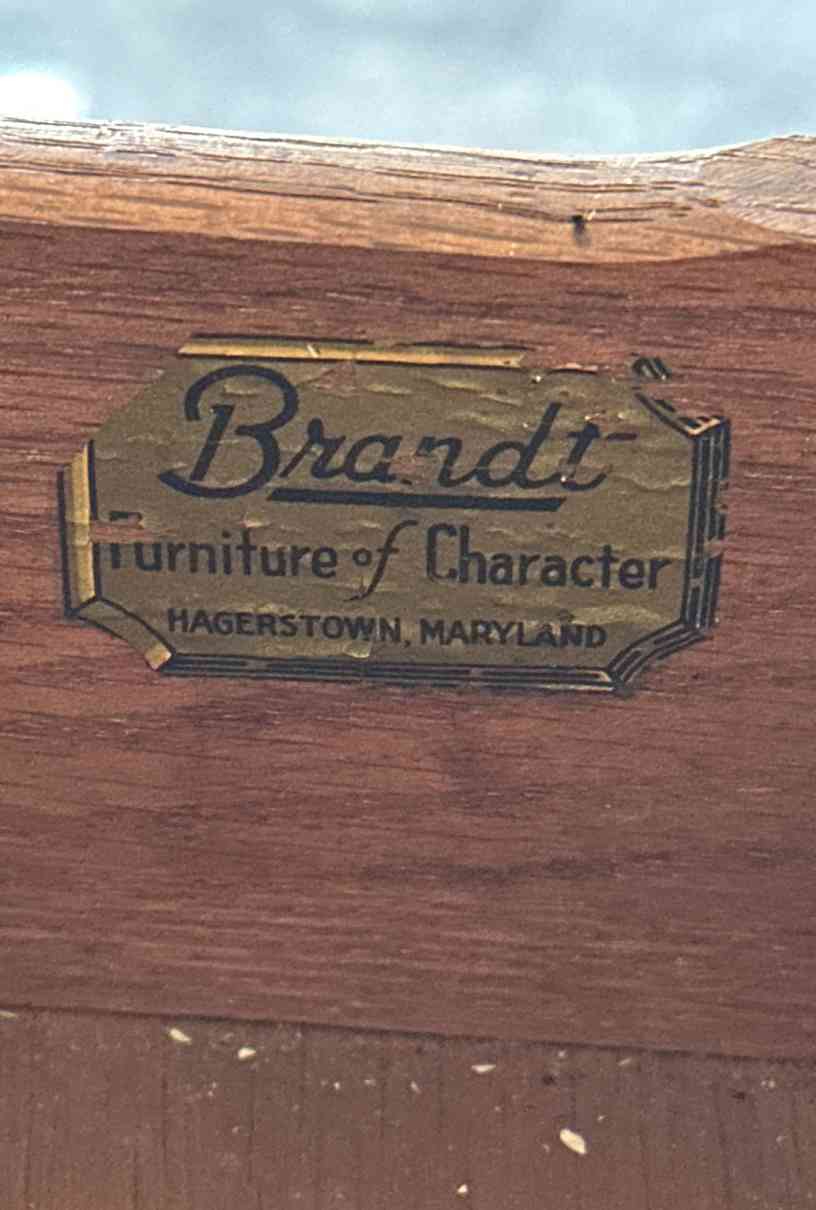 Brandt
Furniture of Character
HAGERSTOWN, MARYLAND